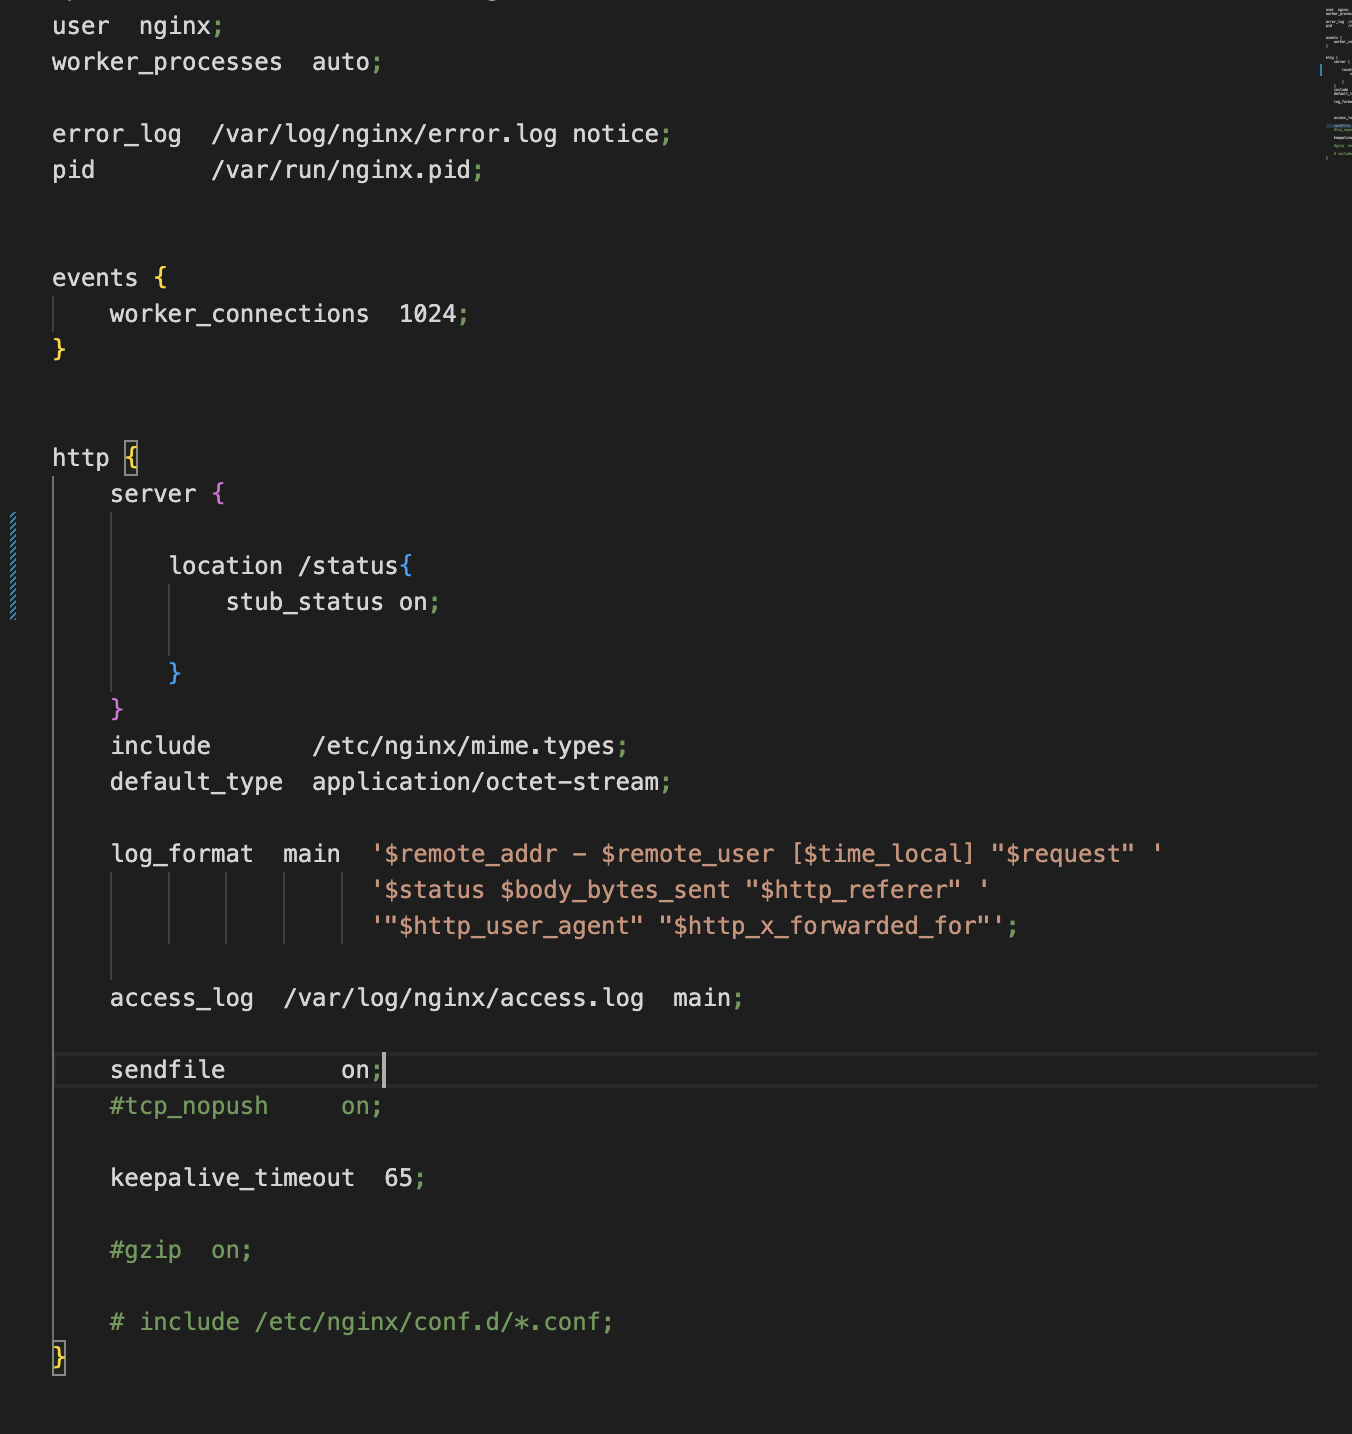 user  nginx;
worker_processes  auto;
error_log  /var/log/nginx/error.log notice;
pid        /var/run/nginx.pid;
events {
    worker_connections  1024;
}
http {
    server {
        location /status{
            stub_status on;
        }
    }
    include       /etc/nginx/mime.types;
    default_type  application/octet-stream;
    log_format  main  '$remote_addr - $remote_user [$time_local] "$request" '
                      '$status $body_bytes_sent "$http_referer" '
                      '"$http_user_agent" "$http_x_forwarded_for"';
    access_log  /var/log/nginx/access.log  main;
    sendfile        on;
    #tcp_nopush     on;
    keepalive_timeout  65;
    #gzip  on;
    # include /etc/nginx/conf.d/*.conf;
}